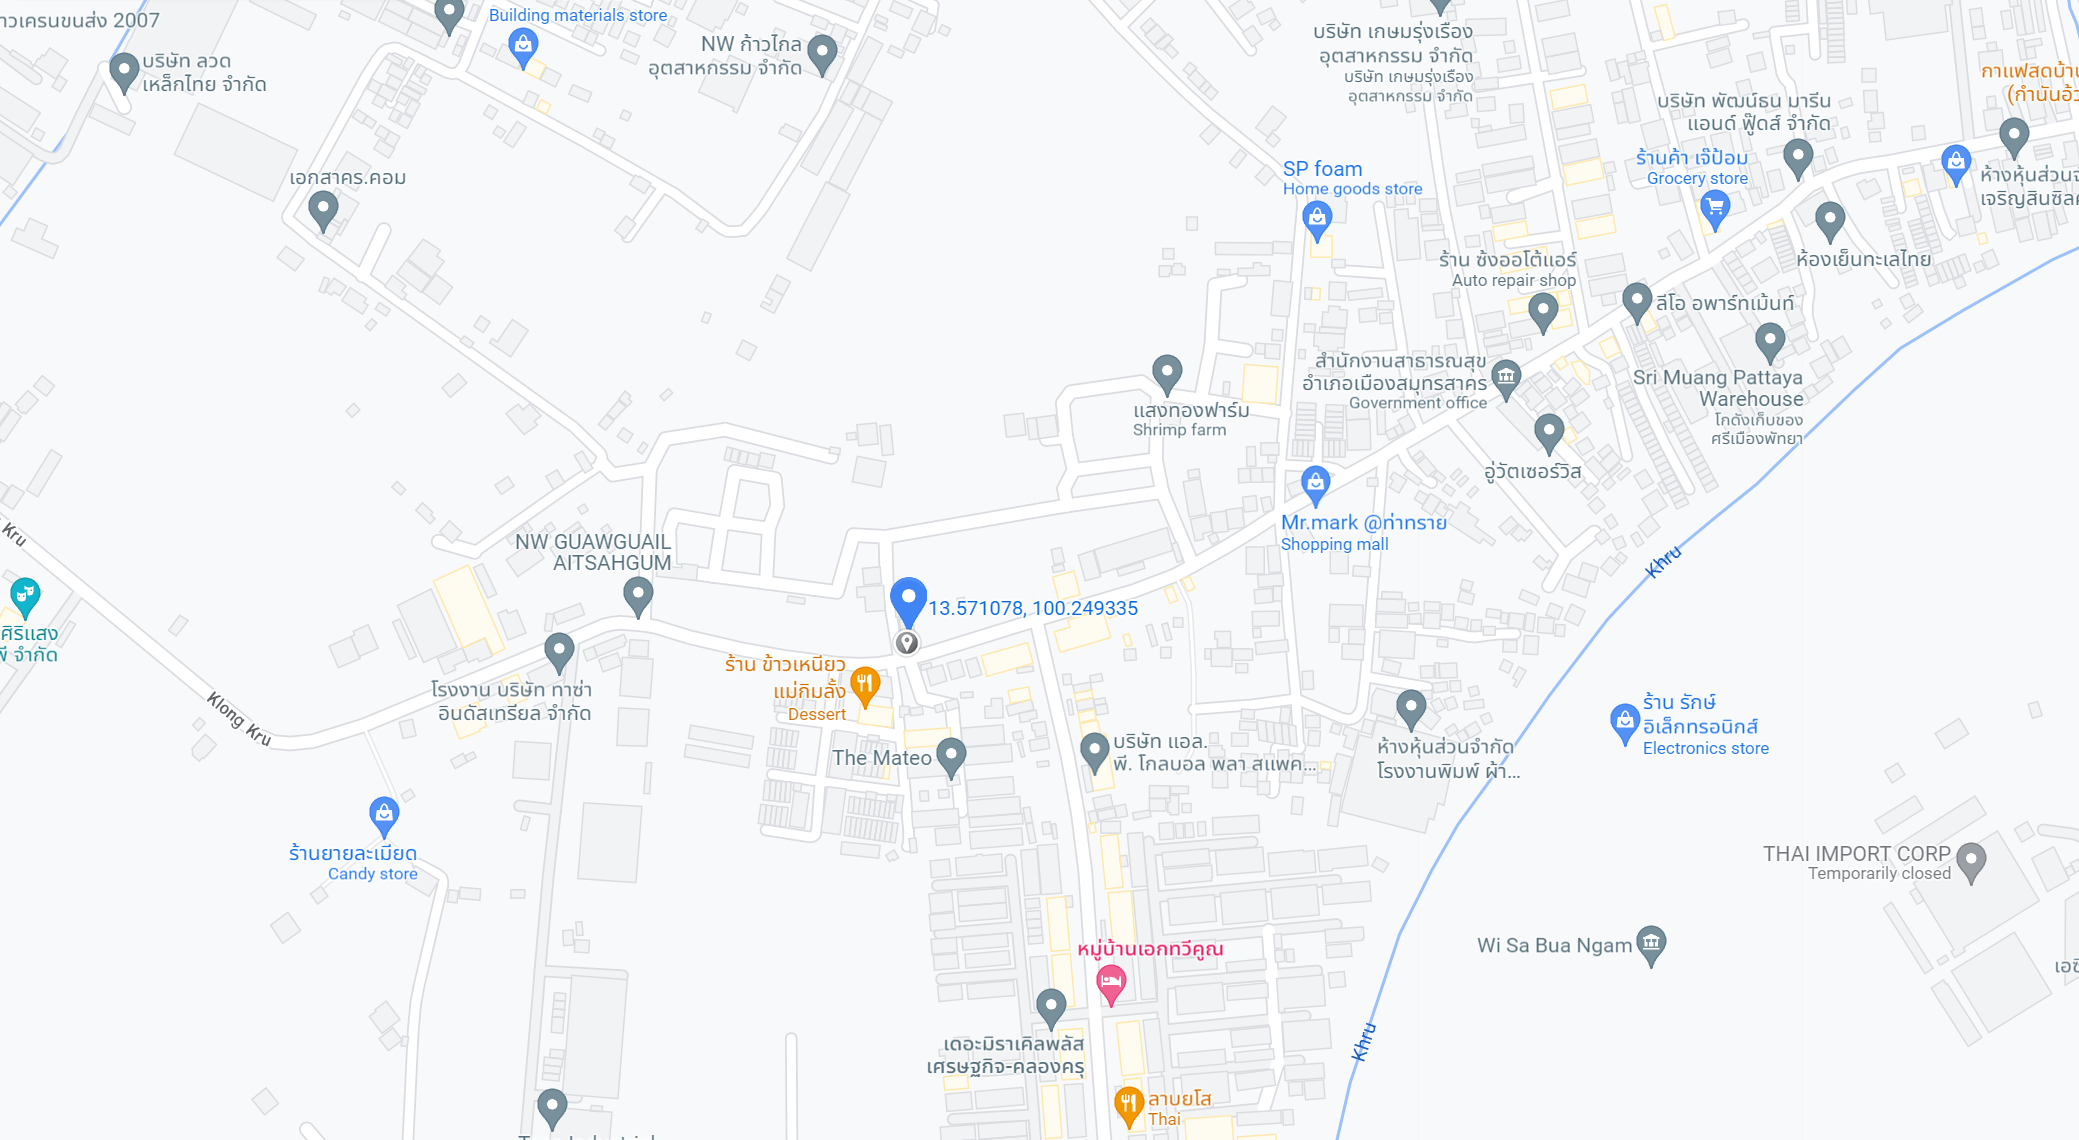 าวเครนขนส่ง 2007
Building materials store
บริษัท ลวด
เหล็กไทย จำกัด
NW ก้าวไกล
อุตสาหกรรม จำกัด
บริษัท เกษมรุ่งเรือง
อุตสาหกรรม จำกัด
บริษัท เกษมรุ่งเรือง
อุตสาหกรรม จำกัด
กาแฟสดบ้าน
(กำนันอ้ว
บริษัท พัฒน์ธน มารีน
แอนด์ ฟู๊ดส์ จำกัด
ร้านค้า เจ๊ป้อม
Grocery store
ห้างหุ้นส่วนจ
เจริญสินซิลค
เอกสาคร.คอม
SP foam
Home goods store
ห้องเย็นทะเลไทย
ร้าน ซ้งออโต้แอร์
Auto repair shop
ลีโอ อพาร์ทเม้นท์
สำนักงานสาธารณสุข
อำเภอเมืองสมุทรสาคร
Government office
Sri Muang Pattaya
Warehouse
โกดังเก็บของ
ศรีเมืองพัทยา
แสงทองฟาร์ม
Shrimp farm
อู่วัตเซอร์วิส
Mr.mark @ท่าทราย
Shopping mall
Kru
NW GUAWGUAIL
AITSAHGUM
Khru
13.571078, 100.249335
ศิริแสง
พี จำกัด
ร้าน ข้าวเหนียว
แม่กิมลั้ง
Dessert
โรงงาน บริษัท ทาซ่า
อินดัสเทรียล จำกัด
Klong Kru
ร้าน รักษ์
อิเล็กทรอนิกส์
Electronics store
The Mateo
บริษัท แอล.
พี. โกลบอล พลา สแพค...
ห้างหุ้นส่วนจำกัด
โรงงานพิมพ์ ผ้า...
ร้านยายละเมียด
Candy store
THAI IMPORT CORP
Temporarily closed
หมู่บ้านเอกทวีคูณ
Wi Sa Bua Ngam
เอซี
เดอะมิราเคิลพลัส
เศรษฐกิจ-คลองครุ
Khru
ลาบยโส
Thai